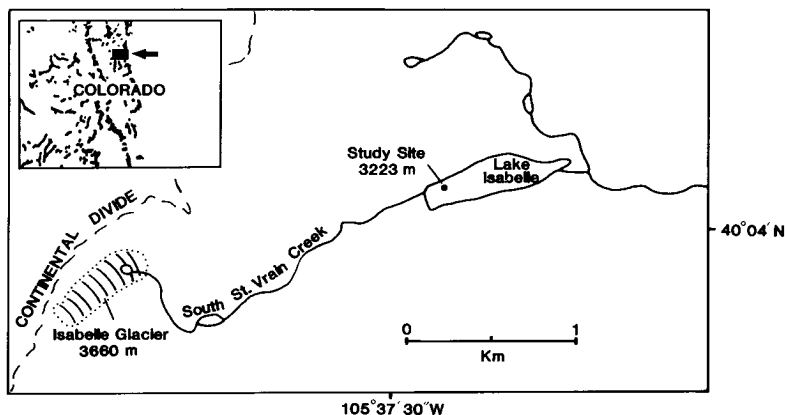 COLORADO
Study Site
3223 m
Lake
Isabelle
CONTINENTAL DIVIDE
South St. Vrain Creek
40°04'N
Isabelle Glacier
3660 m
0 1
Km
105°37'30"W